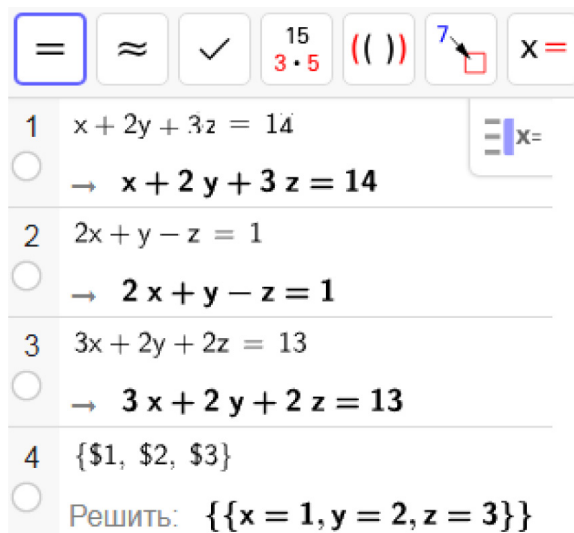 = ≈ ✓ 15 3 • 5 (( )) 7 x =
x=
1 x + 2y + 3z = 14
→ x + 2 y + 3 z = 14
2 2x + y − z = 1
→ 2 x + y − z = 1
3 3x + 2y + 2z = 13
→ 3 x + 2 y + 2 z = 13
4 {$1, $2, $3}
Решить: {{x = 1, y = 2, z = 3}}